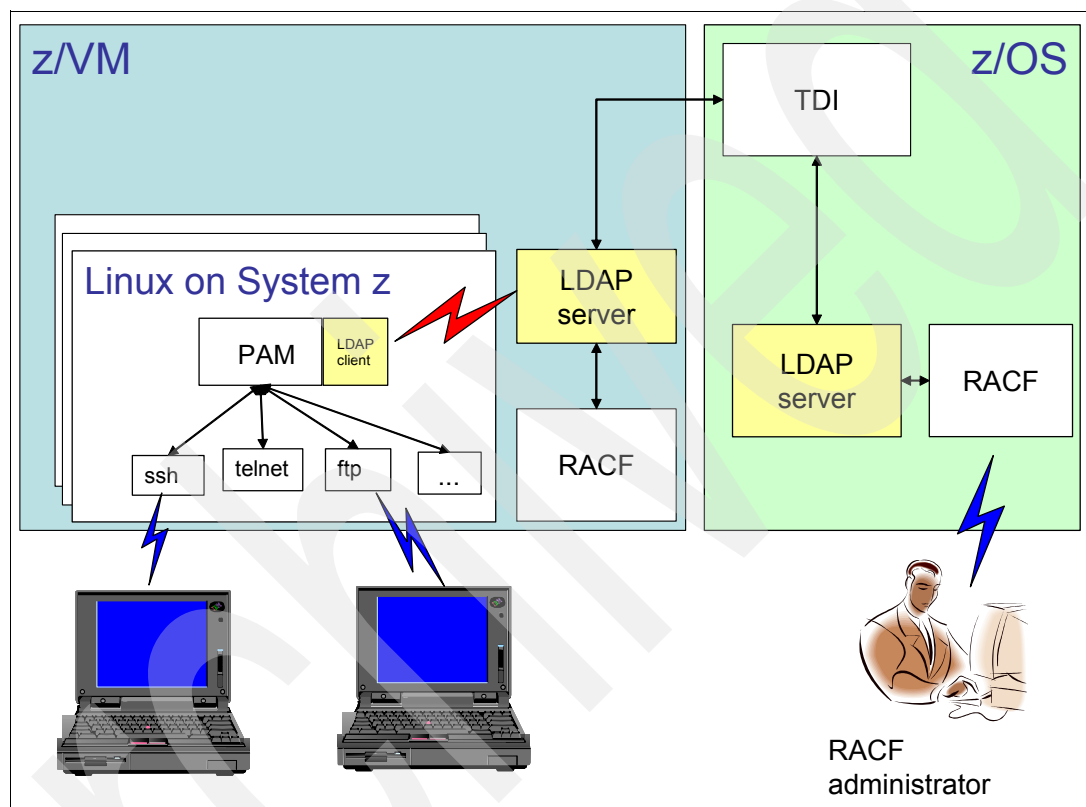 z/VM
z/OS
TDI
Linux on System z
LDAP
server
PAM
LDAP
client
LDAP
server
RACF
RACF
ssh
telnet
ftp
...
RACF
administrator